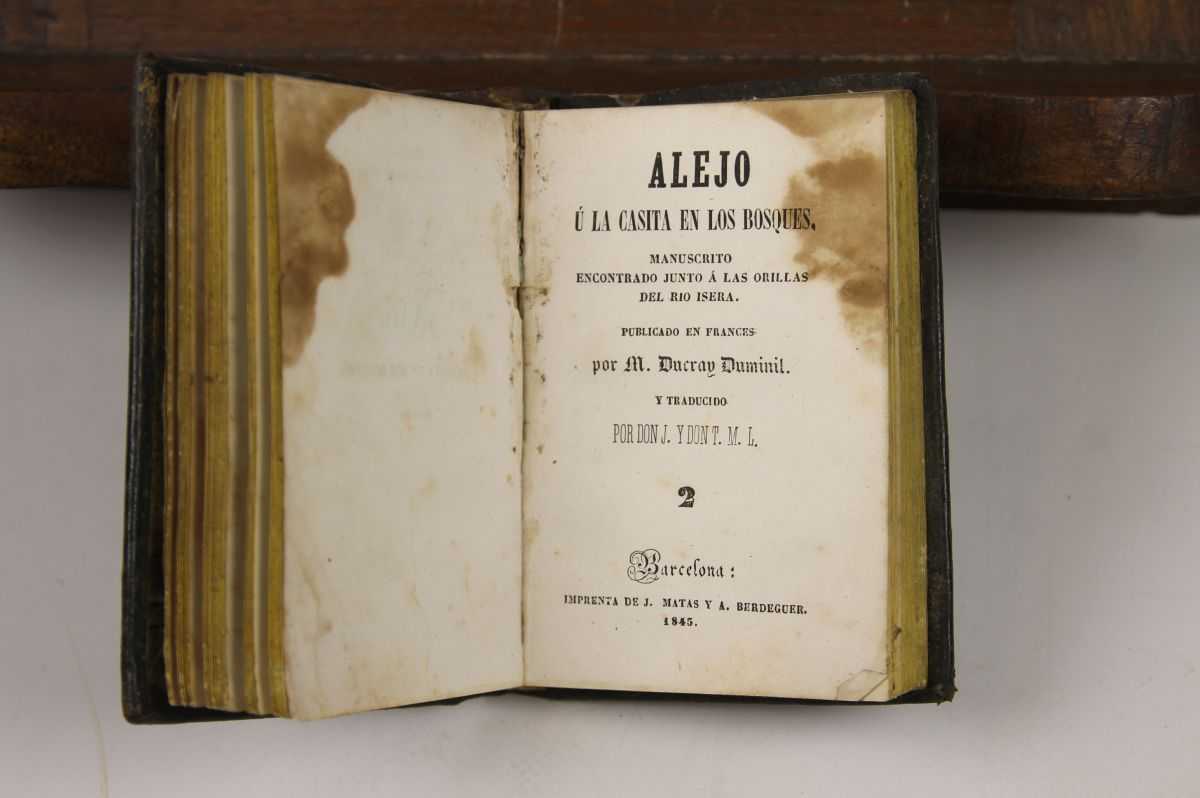 ALEJO
Ú LA CASITA EN LOS BOSQUES,
MANUSCRITO
ENCONTRADO JUNTO Á LAS ORILLAS
DEL RIO ISERA.
PUBLICADO EN FRANCES
por M. Ducray Duminil.
Y TRADUCIDO
POR DON J. Y DON T. M. L.
2
Barcelona:
IMPRENTA DE J. MATAS Y A. BERDEGUER.
1845.